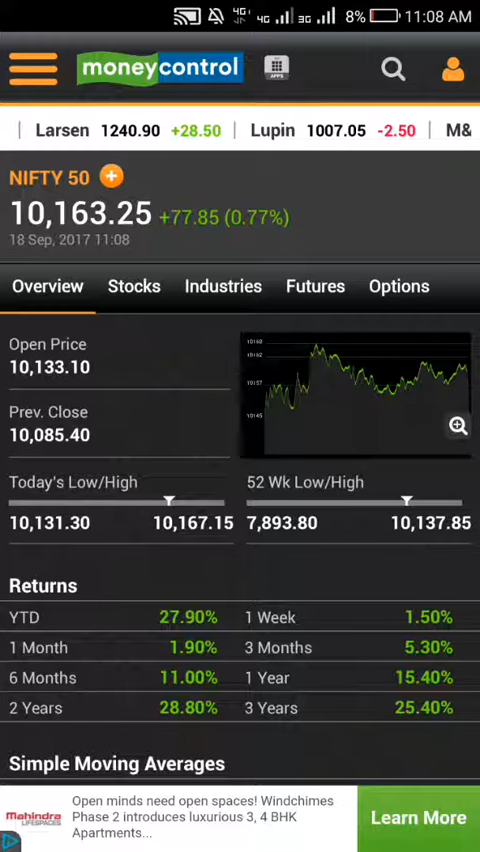 4G 4G 3G 8% 11:08 AM
moneycontrol
APPS
Larsen 1240.90 +28.50 | Lupin 1007.05 -2.50 | M&
NIFTY 50
10,163.25 +77.85 (0.77%)
18 Sep, 2017 11:08
Overview Stocks Industries Futures Options
Open Price
10,133.10
Prev. Close
10,085.40
10162
10157
10145
Today's Low/High
10,131.30 10,167.15
52 Wk Low/High
7,893.80 10,137.85
Returns
YTD 27.90% 1 Week 1.50%
1 Month 1.90% 3 Months 5.30%
6 Months 11.00% 1 Year 15.40%
2 Years 28.80% 3 Years 25.40%
Simple Moving Averages
Mahindra
LIFESPACES
Open minds need open spaces! Windchimes
Phase 2 introduces luxurious 3, 4 BHK
Apartments...
Learn More